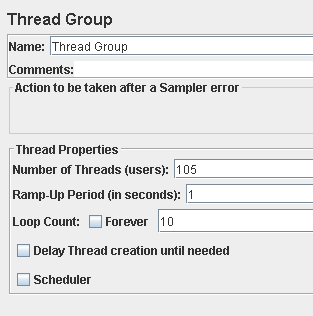 Thread Group
Name: Thread Group
Comments:
Action to be taken after a Sampler error
Thread Properties
Number of Threads (users): 105
Ramp-Up Period (in seconds): 1
Loop Count: Forever 10
Delay Thread creation until needed
Scheduler